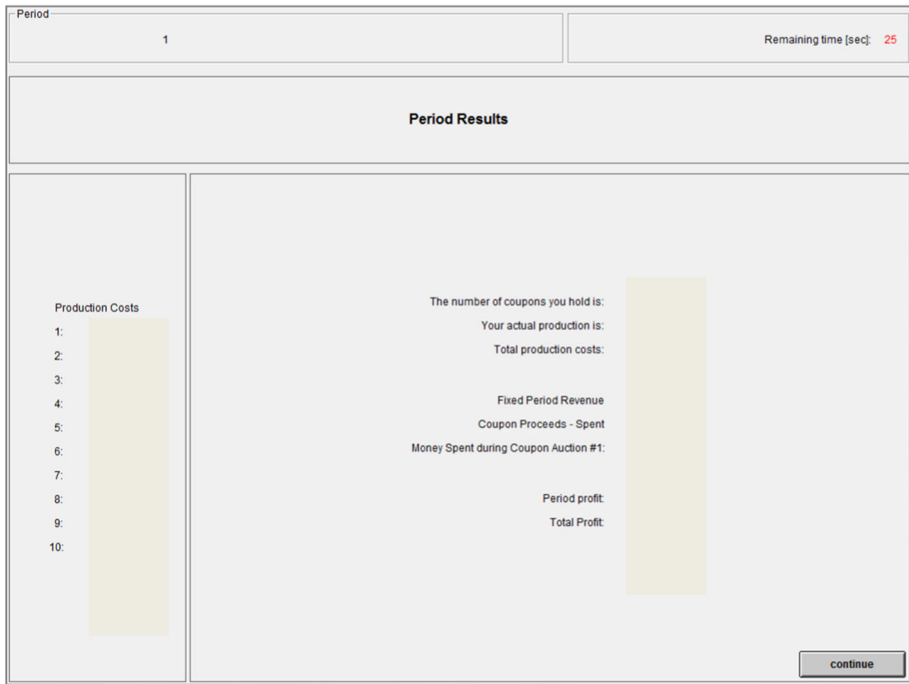 Period
1
Remaining time [sec]: 25
Period Results
Production Costs
1:
2:
3:
4:
5:
6:
7:
8:
9:
10:
The number of coupons you hold is:
Your actual production is:
Total production costs:
Fixed Period Revenue
Coupon Proceeds - Spent
Money Spent during Coupon Auction #1:
Period profit:
Total Profit:
continue